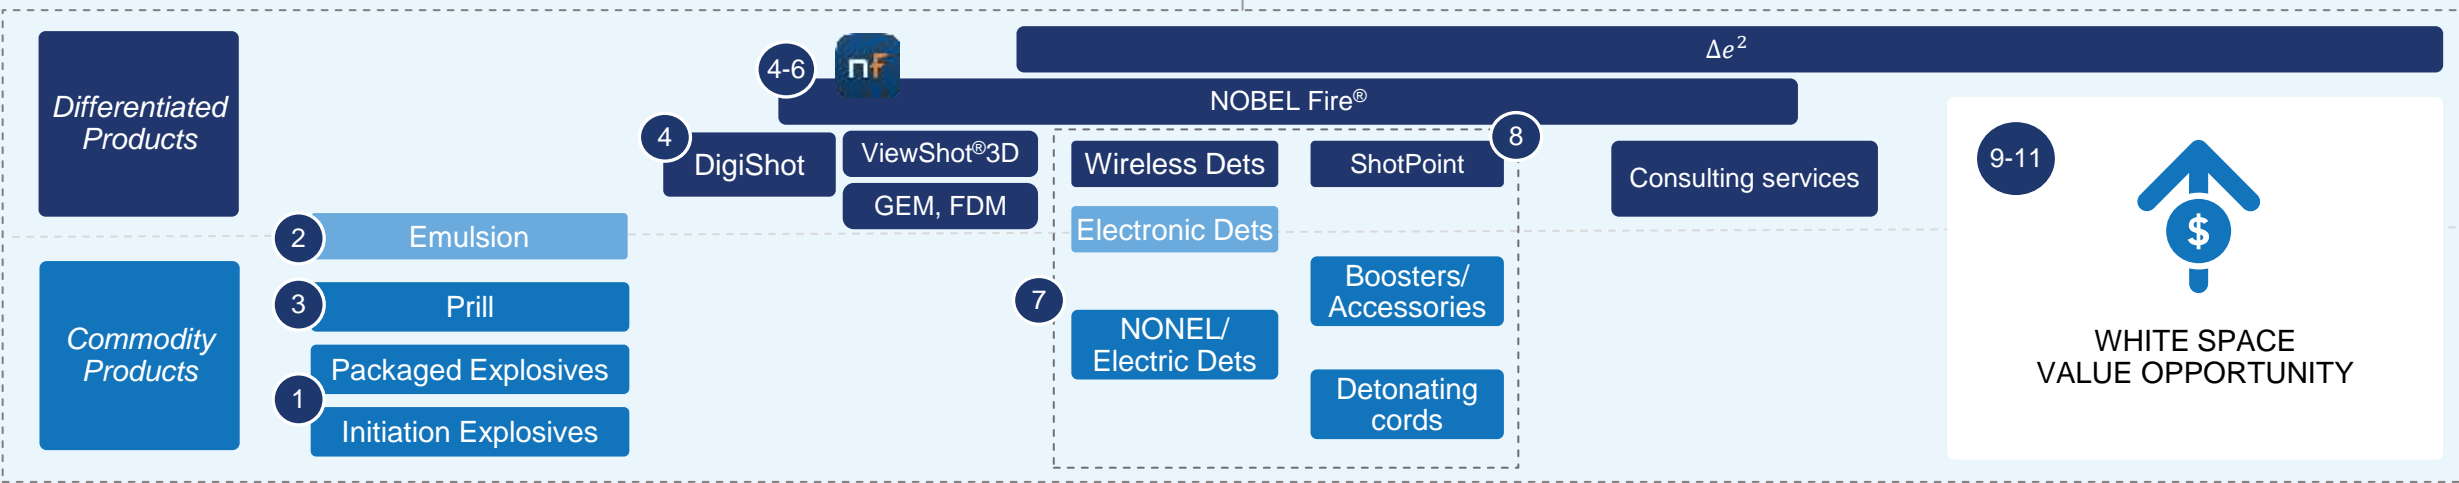 Δe²
4-6
nf
NOBEL Fire®
Differentiated
Products
4
DigiShot
ViewShot®3D
GEM, FDM
Wireless Dets
ShotPoint
8
Consulting services
9-11
2
Emulsion
Electronic Dets
$
Commodity
Products
3
Prill
7
NONEL/
Electric Dets
Boosters/
Accessories
WHITE SPACE
VALUE OPPORTUNITY
Packaged Explosives
1
Initiation Explosives
Detonating
cords